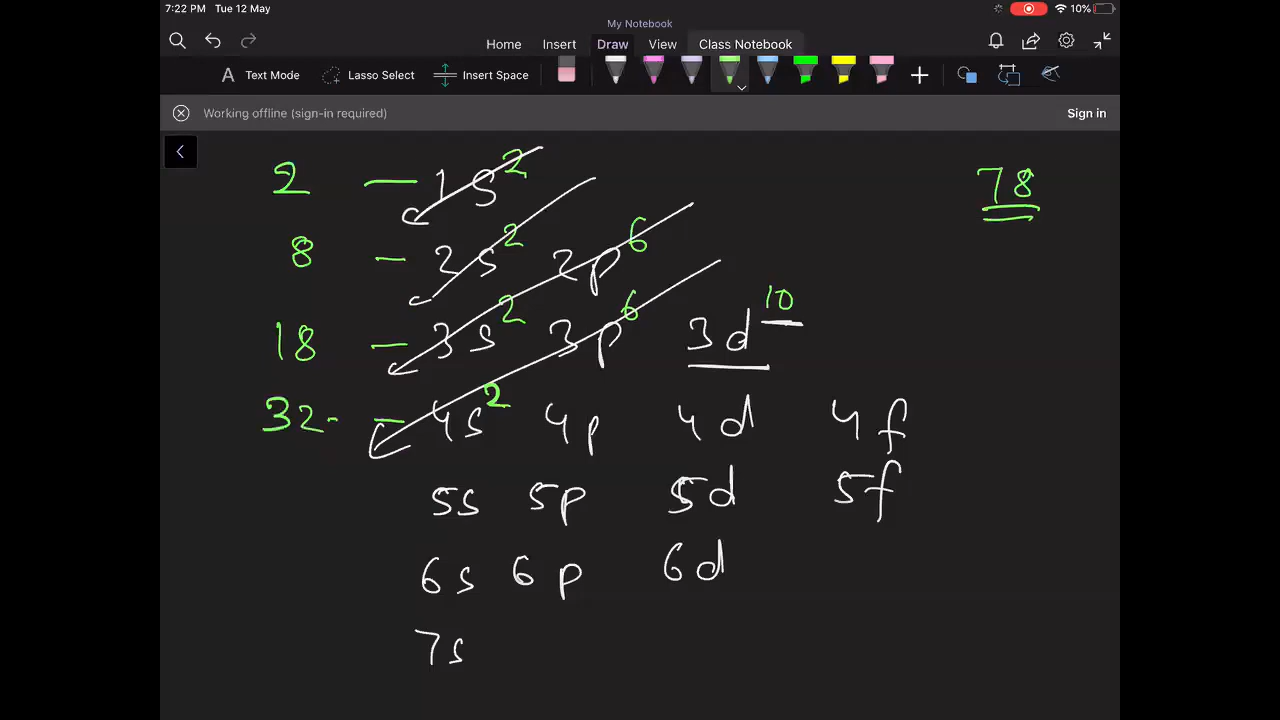 7:22 PM Tue 12 May
10%
My Notebook
Home Insert Draw View Class Notebook
A Text Mode Lasso Select Insert Space
Working offline (sign-in required) Sign in
2 — 1s² 78
8 – 2s² 2p⁶
18 – 3s² 3p⁶ 3d¹⁰
32 - – 4s² 4p 4d 4f
5s 5p 5d 5f
6s 6p 6d
7s